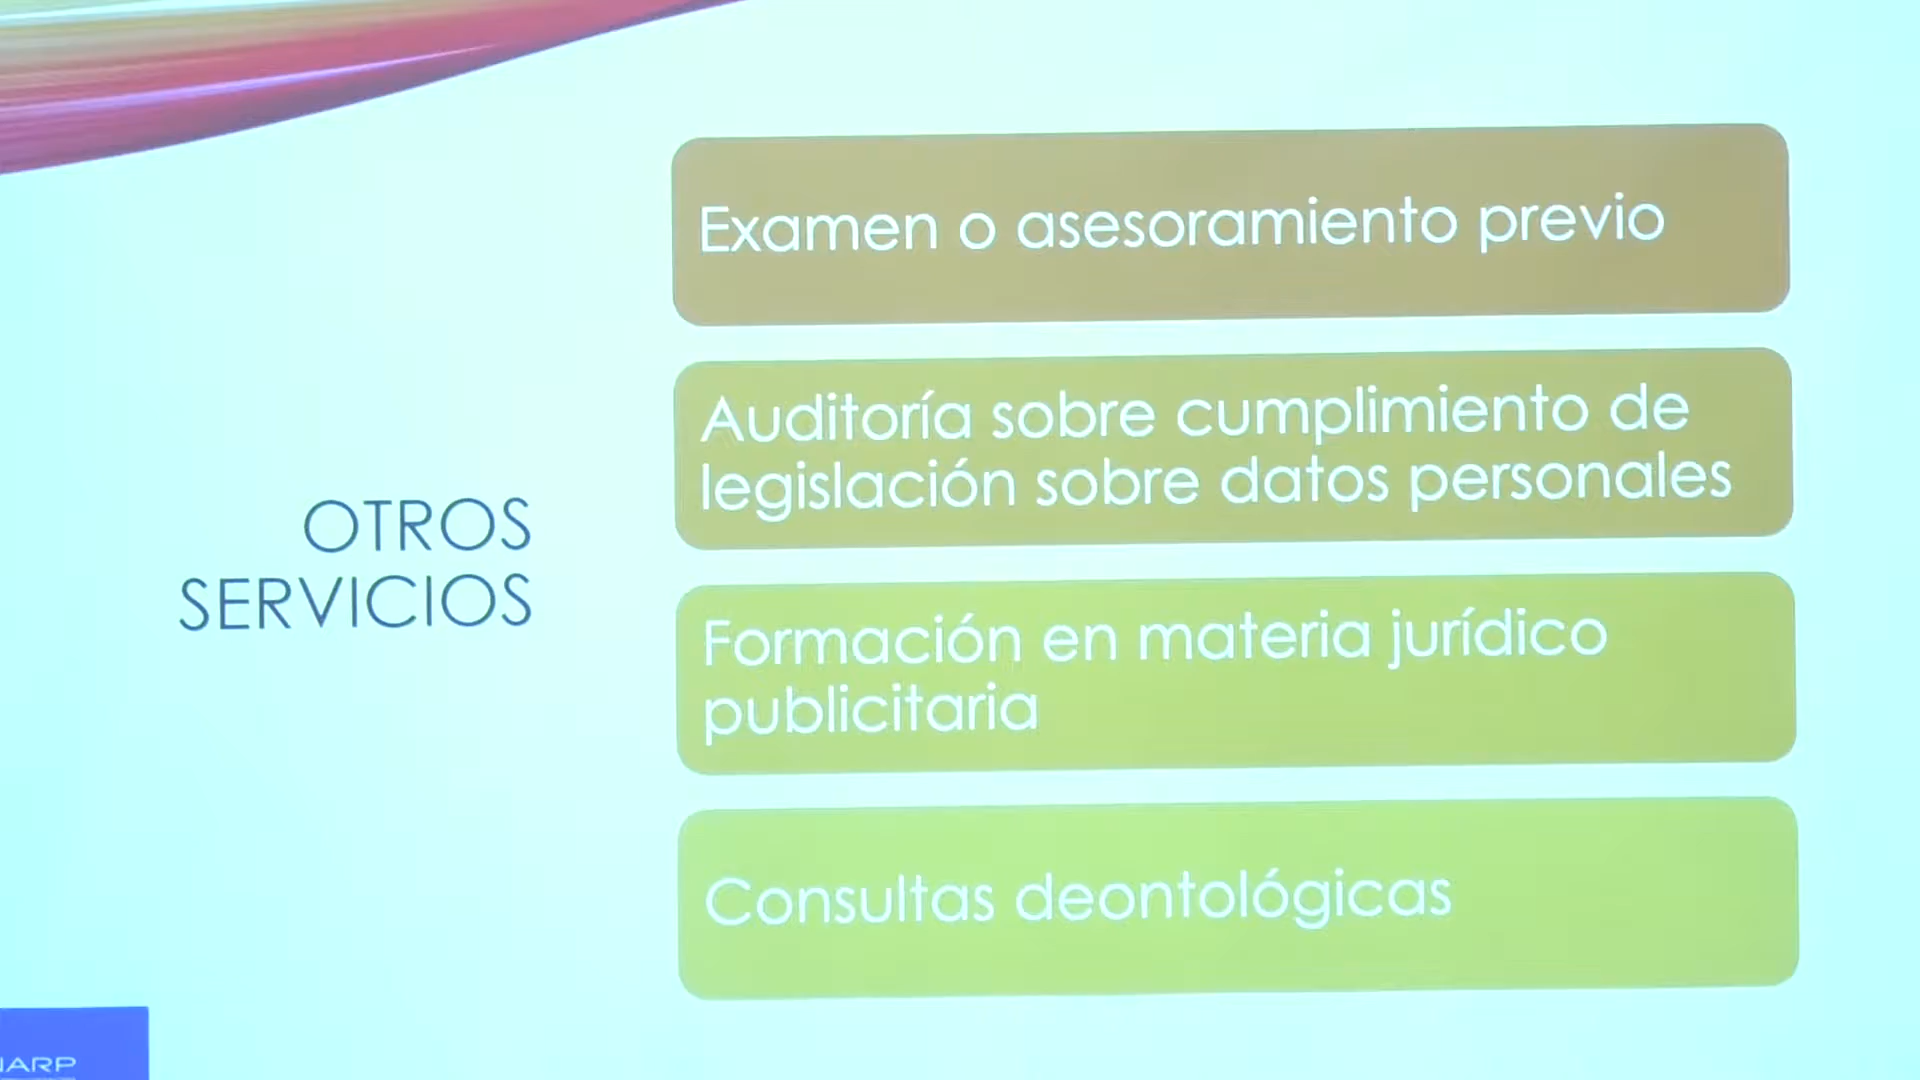 OTROS
SERVICIOS
Examen o asesoramiento previo
Auditoría sobre cumplimiento de
legislación sobre datos personales
Formación en materia jurídico
publicitaria
Consultas deontológicas